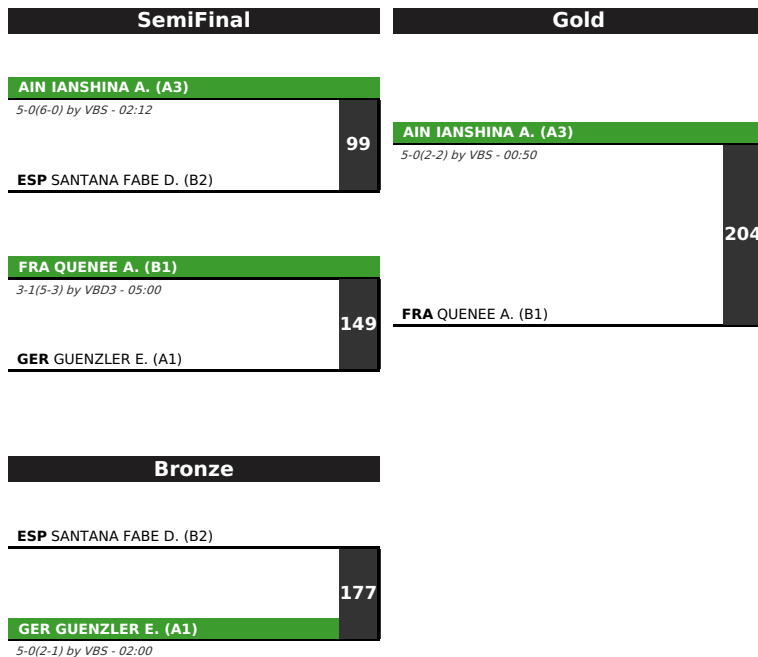 SemiFinal
AIN IANSHINA A. (A3)
5-0(6-0) by VBS - 02:12
99
ESP SANTANA FABE D. (B2)
FRA QUENEE A. (B1)
3-1(5-3) by VBD3 - 05:00
149
GER GUENZLER E. (A1)
Gold
AIN IANSHINA A. (A3)
5-0(2-2) by VBS - 00:50
204
FRA QUENEE A. (B1)
Bronze
ESP SANTANA FABE D. (B2)
177
GER GUENZLER E. (A1)
5-0(2-1) by VBS - 02:00